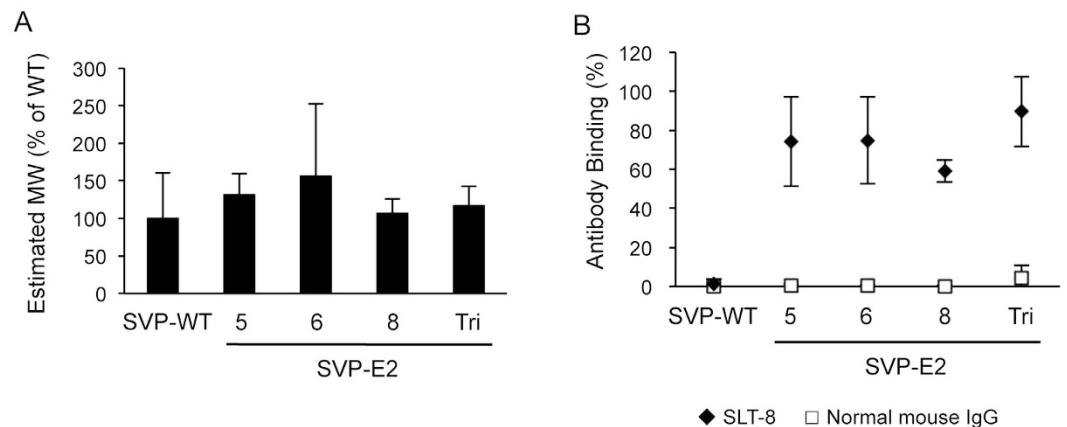 A
Estimated MW (% of WT)
300
250
200
150
100
50
0
SVP-WT 5 6 8 Tri
SVP-E2
B
Antibody Binding (%)
120
100
80
60
40
20
0
SVP-WT 5 6 8 Tri
SVP-E2
SLT-8 Normal mouse IgG